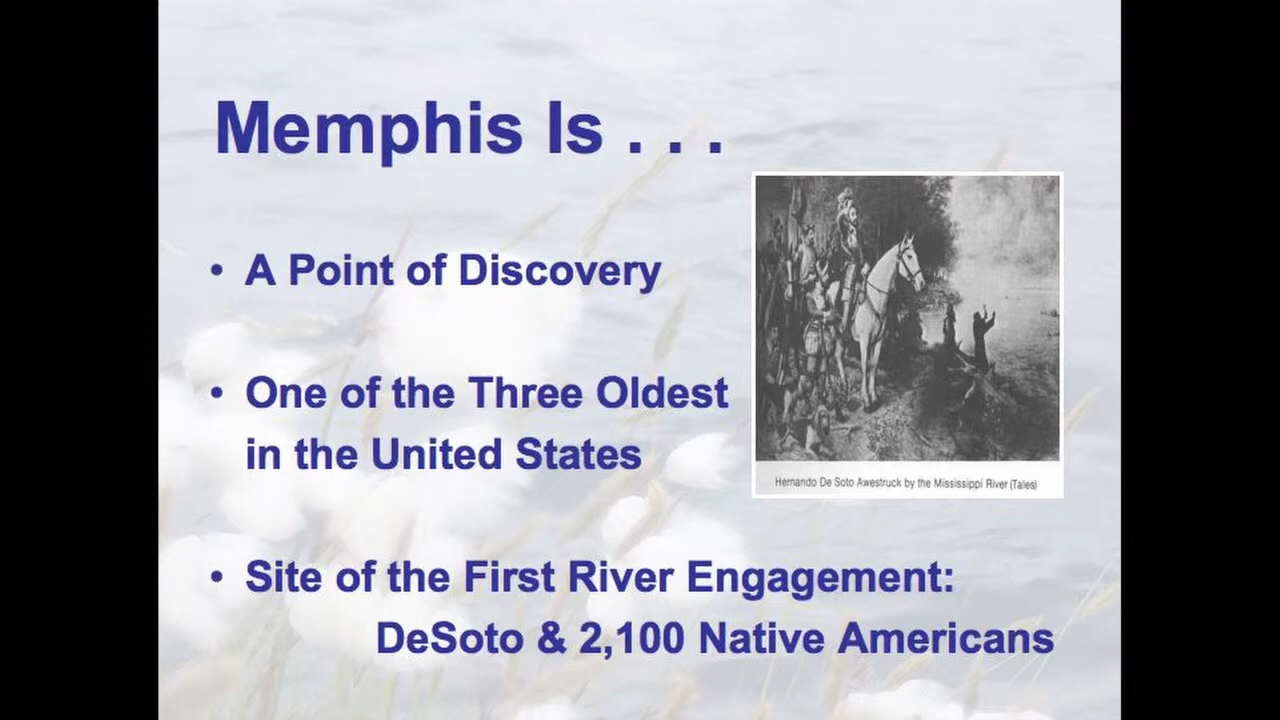 Memphis Is . . .
• A Point of Discovery
• One of the Three Oldest
in the United States
Hernando De Soto Awestruck by the Mississippi River (Tales)
• Site of the First River Engagement:
DeSoto & 2,100 Native Americans